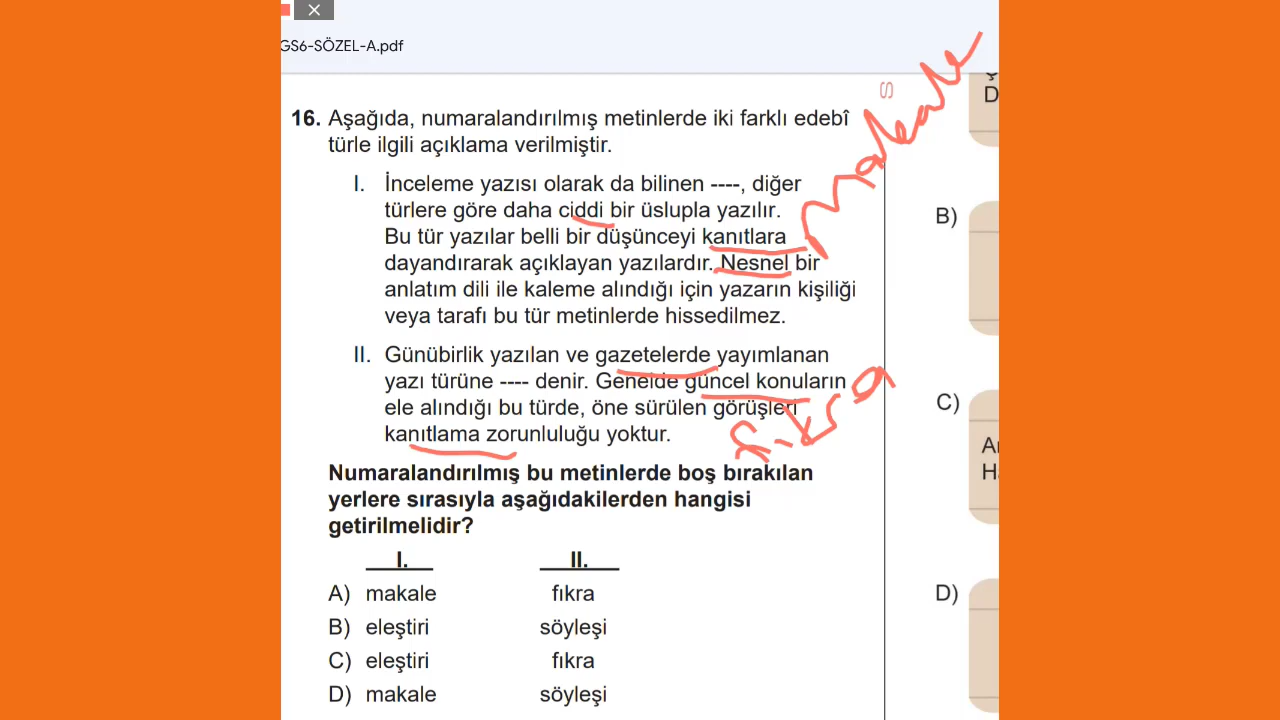 GS6-SÖZEL-A.pdf
16. Aşağıda, numaralandırılmış metinlerde iki farklı edebî
türle ilgili açıklama verilmiştir.
I. İnceleme yazısı olarak da bilinen ----, diğer
türlere göre daha ciddi bir üslupla yazılır.
Bu tür yazılar belli bir düşünceyi kanıtlara
dayandırarak açıklayan yazılardır. Nesnel bir
anlatım dili ile kaleme alındığı için yazarın kişiliği
veya tarafı bu tür metinlerde hissedilmez.
makale
II. Günübirlik yazılan ve gazetelerde yayımlanan
yazı türüne ---- denir. Genelde güncel konuların
ele alındığı bu türde, öne sürülen görüşleri
kanıtlama zorunluluğu yoktur.
fıkra
Numaralandırılmış bu metinlerde boş bırakılan
yerlere sırasıyla aşağıdakilerden hangisi
getirilmelidir?
I. II.
A) makale fıkra
B) eleştiri söyleşi
C) eleştiri fıkra
D) makale söyleşi
S
D
B)
C)
D)